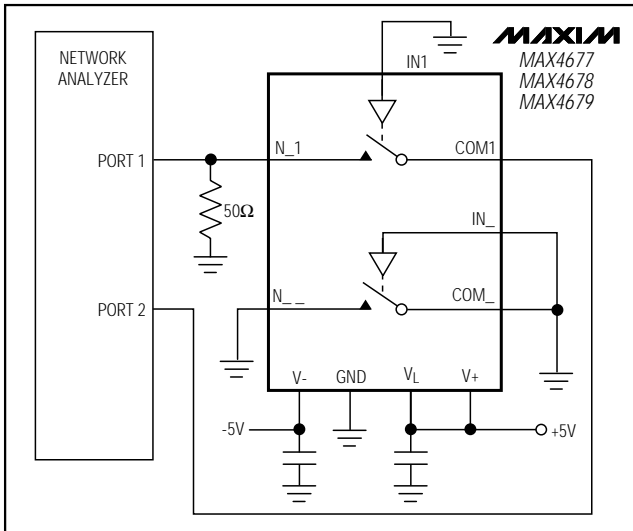 NETWORK
ANALYZER
MAXIM
MAX4677
MAX4678
MAX4679
IN1
PORT 1
N_1
COM1
50Ω
IN_
N_ _
COM_
PORT 2
V-
GND
VL
V+
-5V
+5V